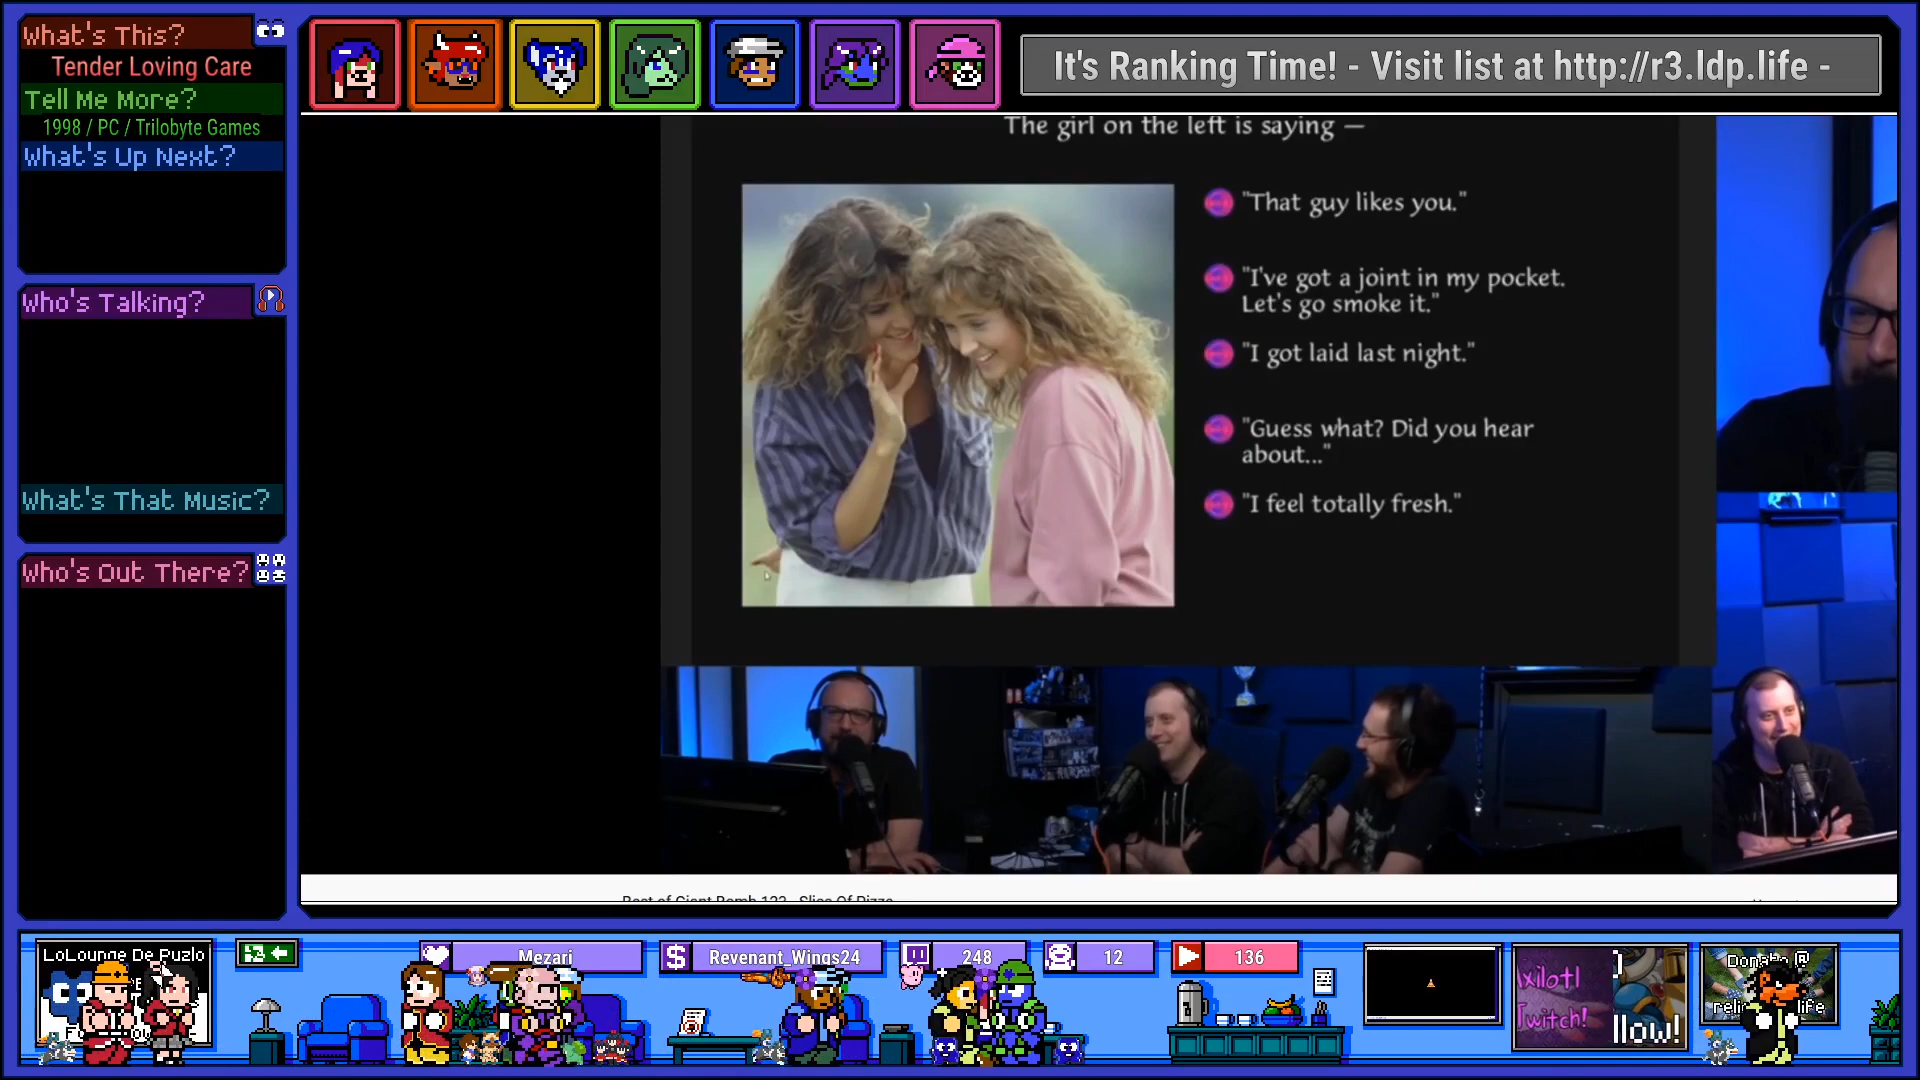 What's This?
Tender Loving Care
Tell Me More?
1998 / PC / Trilobyte Games
What's Up Next?
Who's Talking?
What's That Music?
Who's Out There?
It's Ranking Time! - Visit list at http://r3.ldp.life -
The girl on the left is saying —
"That guy likes you."
"I've got a joint in my pocket.
Let's go smoke it."
"I got laid last night."
"Guess what? Did you hear
about..."
"I feel totally fresh."
LoLounge De Puzlo
Mezari
$
Revenant_Wings24
248
12
136
Twitch!
llow!
Donate @
life